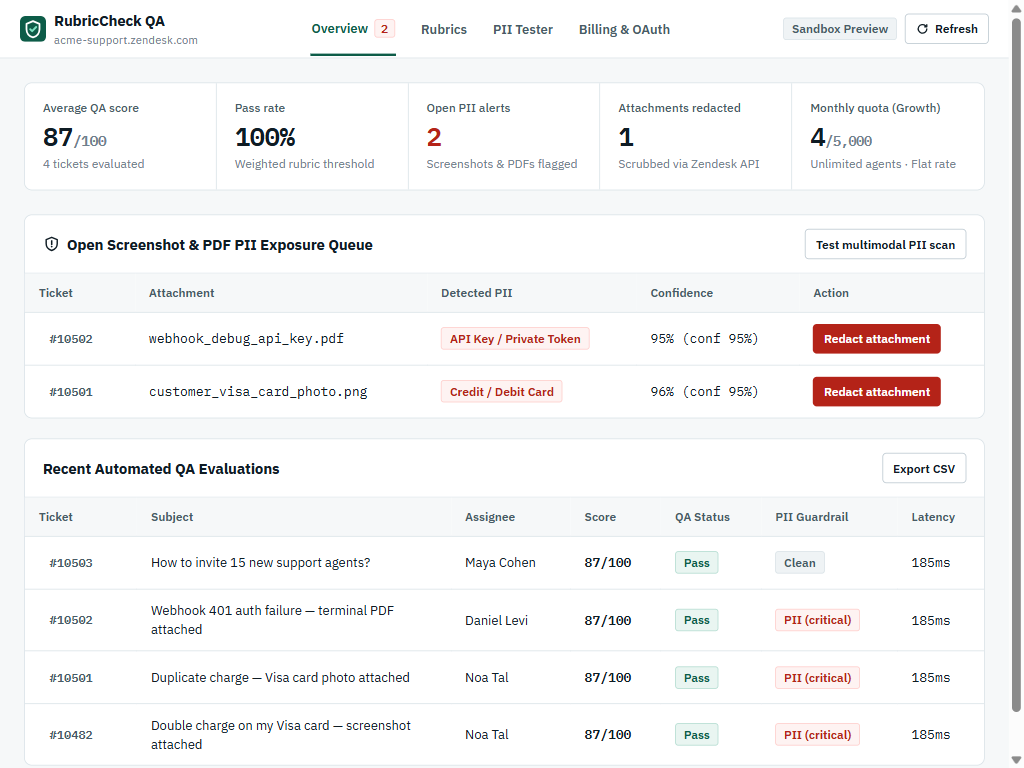 RubricCheck QA
acme-support.zendesk.com
Overview 2
Rubrics
PII Tester
Billing & OAuth
Sandbox Preview
Refresh
Average QA score
87/100
4 tickets evaluated
Pass rate
100%
Weighted rubric threshold
Open PII alerts
2
Screenshots & PDFs flagged
Attachments redacted
1
Scrubbed via Zendesk API
Monthly quota (Growth)
4/5,000
Unlimited agents · Flat rate
Open Screenshot & PDF PII Exposure Queue
Test multimodal PII scan
Ticket Attachment Detected PII Confidence Action
#10502 webhook_debug_api_key.pdf API Key / Private Token 95% (conf 95%) Redact attachment
#10501 customer_visa_card_photo.png Credit / Debit Card 96% (conf 96%) Redact attachment
Recent Automated QA Evaluations
Export CSV
Ticket Subject Assignee Score QA Status PII Guardrail Latency
#10503 How to invite 15 new support agents? Maya Cohen 87/100 Pass Clean 185ms
#10502 Webhook 401 auth failure — terminal PDF attached Daniel Levi 87/100 Pass PII (critical) 185ms
#10501 Duplicate charge — Visa card photo attached Noa Tal 87/100 Pass PII (critical) 185ms
#10482 Double charge on my Visa card — screenshot attached Noa Tal 87/100 Pass PII (critical) 185ms